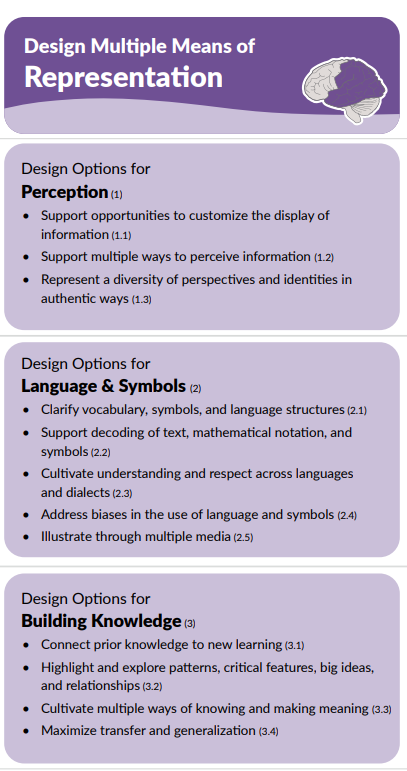 Design Multiple Means of
Representation
Design Options for
Perception (1)
• Support opportunities to customize the display of
information (1.1)
• Support multiple ways to perceive information (1.2)
• Represent a diversity of perspectives and identities in
authentic ways (1.3)
Design Options for
Language & Symbols (2)
• Clarify vocabulary, symbols, and language structures (2.1)
• Support decoding of text, mathematical notation, and
symbols (2.2)
• Cultivate understanding and respect across languages
and dialects (2.3)
• Address biases in the use of language and symbols (2.4)
• Illustrate through multiple media (2.5)
Design Options for
Building Knowledge (3)
• Connect prior knowledge to new learning (3.1)
• Highlight and explore patterns, critical features, big ideas,
and relationships (3.2)
• Cultivate multiple ways of knowing and making meaning (3.3)
• Maximize transfer and generalization (3.4)